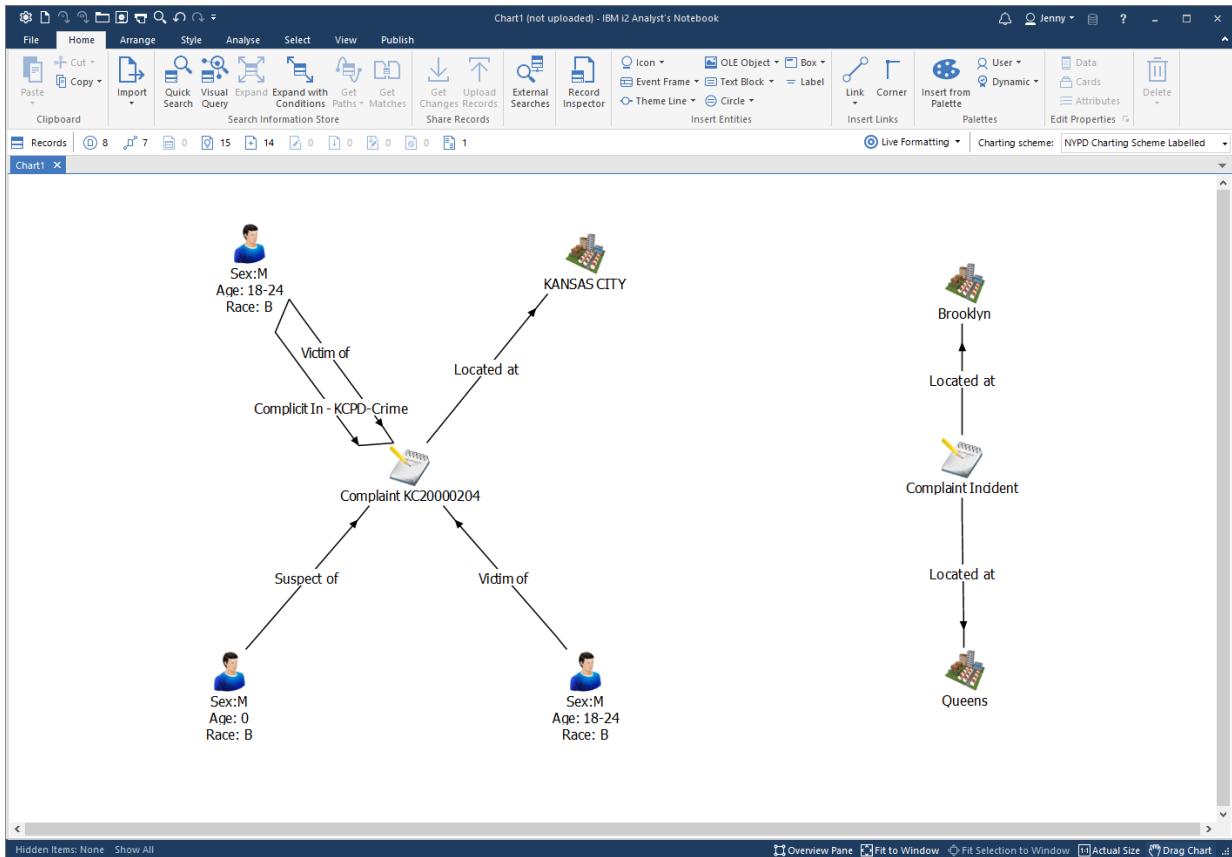 Chart1 (not uploaded) - IBM i2 Analyst's Notebook
Jenny
?
File Home Arrange Style Analyse Select View Publish
Paste
Cut
Copy
Clipboard
Import
Quick Search
Visual Query
Expand
Expand with Conditions
Get Paths
Get Matches
Search Information Store
Get Changes
Upload Records
Share Records
External Searches
Record Inspector
Icon
Event Frame
Theme Line
OLE Object
Text Block
Circle
Box
Label
Insert Entities
Link
Corner
Insert Links
Insert from Palette
User
Dynamic
Palettes
Data
Cards
Attributes
Edit Properties
Delete
Records 8 7 0 15 14 0 0 0 0 1
Live Formatting
Charting scheme: NYPD Charting Scheme Labelled
Chart1
Sex:M
Age: 18-24
Race: B
KANSAS CITY
Brooklyn
Victim of
Located at
Located at
Complicit In - KCPD-Crime
Complaint KC20000204
Complaint Incident
Suspect of
Victim of
Located at
Sex:M
Age: 0
Race: B
Sex:M
Age: 18-24
Race: B
Queens
Hidden Items: None Show All
Overview Pane Fit to Window Fit Selection to Window 1:1 Actual Size Drag Chart